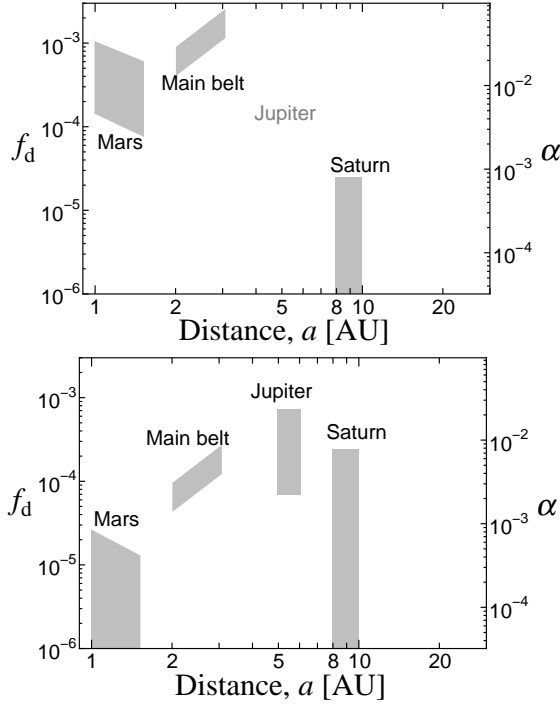 10⁻³
10⁻⁴
10⁻⁵
10⁻⁶
f_d
Mars
Main belt
Jupiter
Saturn
10⁻²
10⁻³
10⁻⁴
α
1 2 5 8 10 20
Distance, a [AU]
10⁻³
10⁻⁴
10⁻⁵
10⁻⁶
f_d
Mars
Main belt
Jupiter
Saturn
10⁻²
10⁻³
10⁻⁴
α
1 2 5 8 10 20
Distance, a [AU]